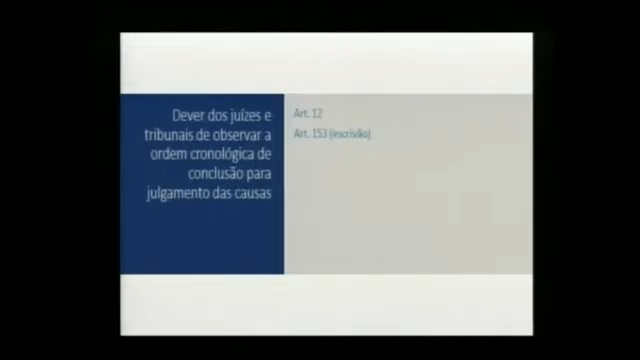 Dever dos juízes e
tribunais de observar a
ordem cronológica de
conclusão para
julgamento das causas
Art. 12
Art. 153 (escrivão)